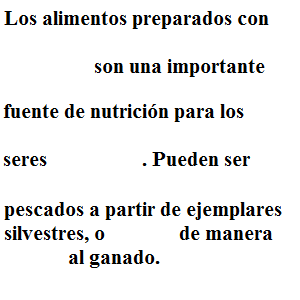 Los alimentos preparados con
son una importante
fuente de nutrición para los
seres . Pueden ser
pescados a partir de ejemplares
silvestres, o de manera
al ganado.